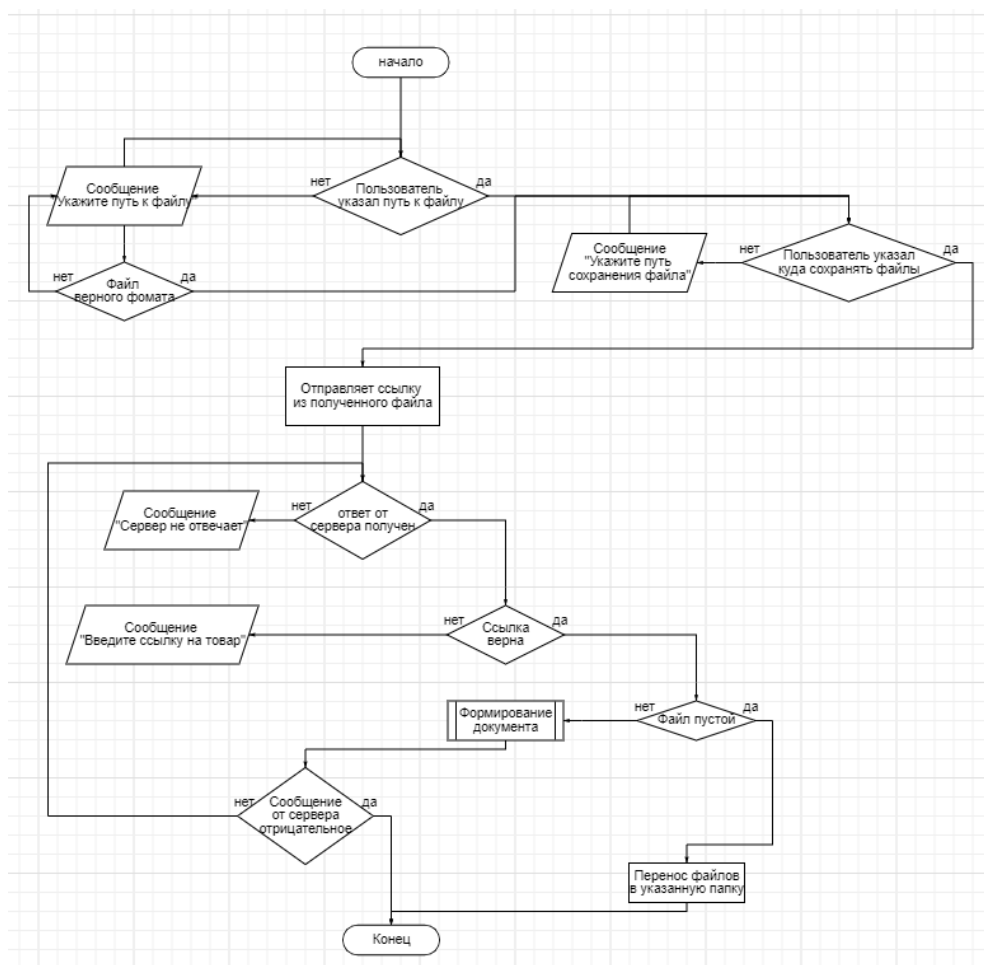 начало
Сообщение
Укажите путь к файлу
нет
Пользователь
указал путь к файлу
да
нет
Файл
верного фомата
да
Сообщение
"Укажите путь
сохранения файла"
нет
Пользователь указал
куда сохранять файлы
да
Отправляет ссылку
из полученного файла
Сообщение
"Сервер не отвечает"
нет
ответ от
сервера получен
да
Сообщение
"Введите ссылку на товар"
нет
Ссылка
верна
да
Формирование
документа
нет
Файл пустой
да
нет
Сообщение
от сервера
отрицательное
да
Перенос файлов
в указанную папку
Конец